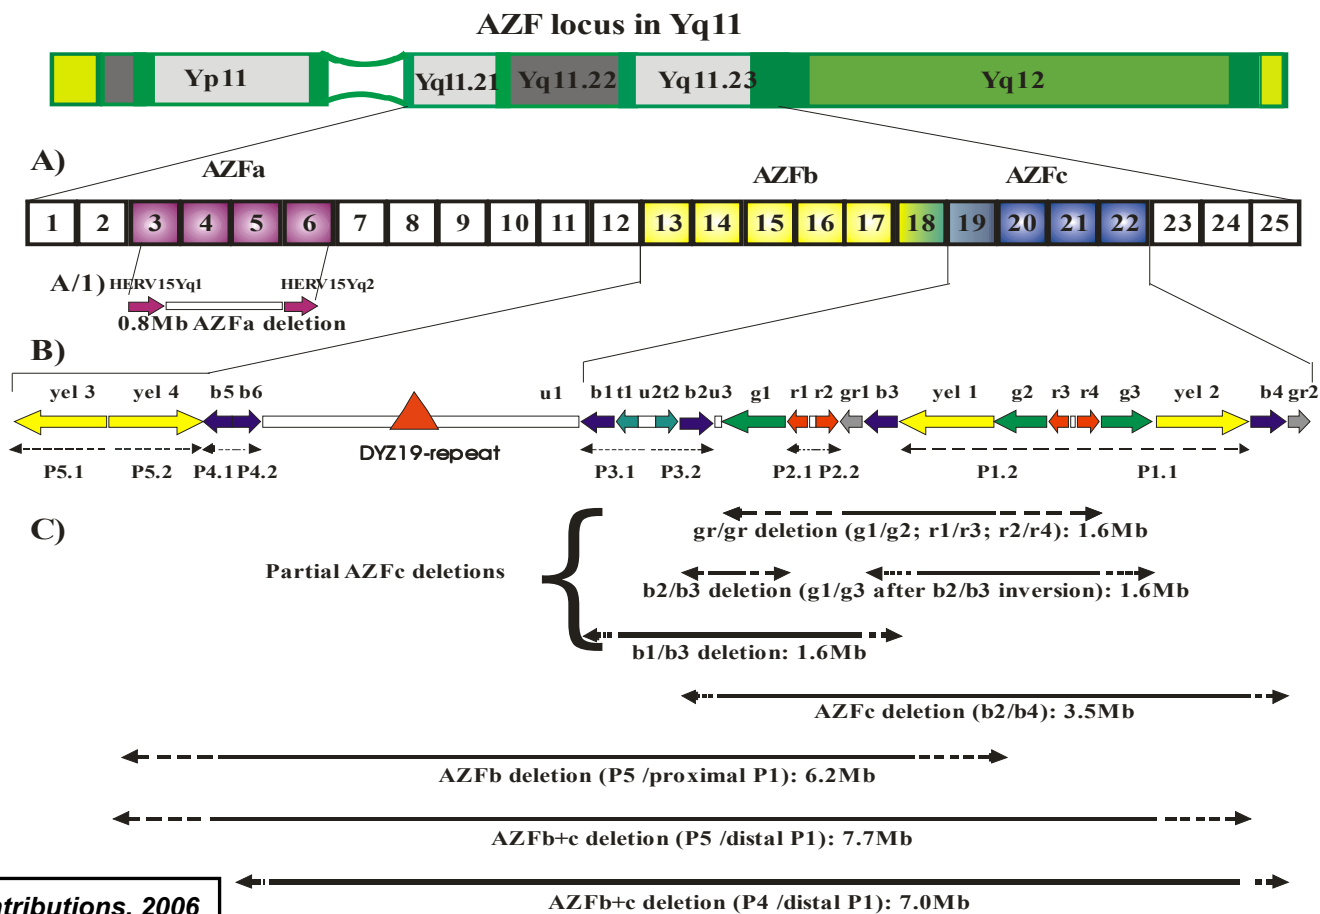 AZF locus in Yq11
Yp11 Yq11.21 Yq11.22 Yq11.23 Yq12
A)
AZFa AZFb AZFc
1 2 3 4 5 6 7 8 9 10 11 12 13 14 15 16 17 18 19 20 21 22 23 24 25
A/1) HERV15Yq1 HERV15Yq2
0.8Mb AZFa deletion
B)
yel 3 yel 4 b5 b6 u1 b1 t1 u2 t2 b2 u3 g1 r1 r2 gr1 b3 yel 1 g2 r3 r4 g3 yel 2 b4 gr2
DYZ19-repeat
P5.1 P5.2 P4.1 P4.2 P3.1 P3.2 P2.1 P2.2 P1.2 P1.1
C)
gr/gr deletion (g1/g2; r1/r3; r2/r4): 1.6Mb
Partial AZFc deletions
b2/b3 deletion (g1/g3 after b2/b3 inversion): 1.6Mb
b1/b3 deletion: 1.6Mb
AZFc deletion (b2/b4): 3.5Mb
AZFb deletion (P5 /proximal P1): 6.2Mb
AZFb+c deletion (P5 /distal P1): 7.7Mb
AZFb+c deletion (P4 /distal P1): 7.0Mb
ntributions, 2006